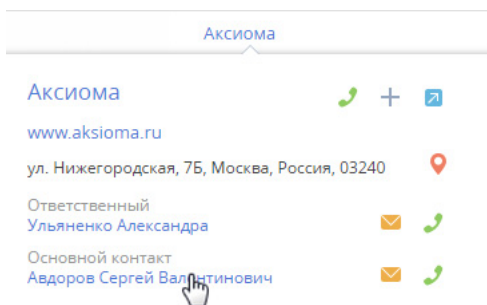 Аксиома
Аксиома
www.aksioma.ru
ул. Нижегородская, 7Б, Москва, Россия, 03240
Ответственный
Ульяненко Александра
Основной контакт
Авдоров Сергей Валентинович